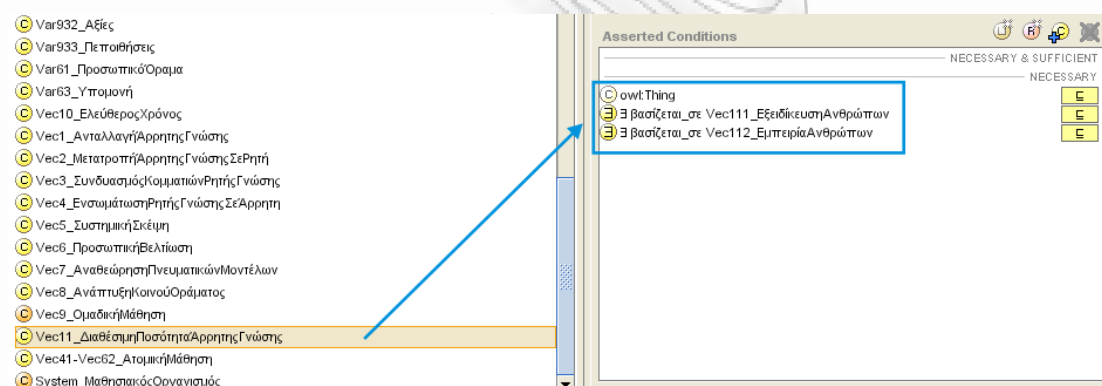 Var932_Αξίες
Var933_Πεποιθήσεις
Var61_ΠροσωπικόΌραμα
Var63_Υπομονή
Vec10_ΕλεύθεροςΧρόνος
Vec1_ΑνταλλαγήΆρρητηςΓνώσης
Vec2_ΜετατροπήΆρρητηςΓνώσηςΣεΡητή
Vec3_ΣυνδυασμόςΚομματιώνΡητήςΓνώσης
Vec4_ΕνσωμάτωσηΡητήςΓνώσηςΣεΆρρητη
Vec5_ΣυστημικήΣκέψη
Vec6_ΠροσωπικήΒελτίωση
Vec7_ΑναθεώρησηΠνευματικώνΜοντέλων
Vec8_ΑνάπτυξηΚοινούΟράματος
Vec9_ΟμαδικήΜάθηση
Vec11_ΔιαθέσιμηΠοσότηταΆρρητηςΓνώσης
Vec41-Vec62_ΑτομικήΜάθηση
System_ΜαθησιακόςΟργανισμός
Asserted Conditions
NECESSARY & SUFFICIENT
NECESSARY
owl:Thing
∃ βασίζεται_σε Vec111_ΕξειδίκευσηΑνθρώπων
∃ βασίζεται_σε Vec112_ΕμπειρίαΑνθρώπων